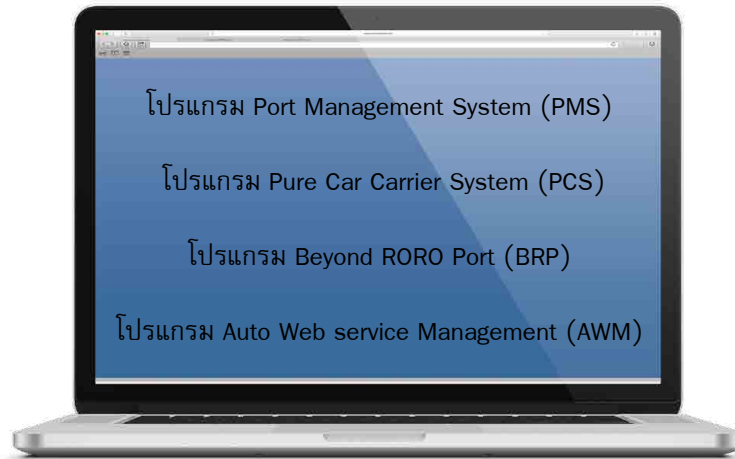 โปรแกรม Port Management System (PMS)
โปรแกรม Pure Car Carrier System (PCS)
โปรแกรม Beyond RORO Port (BRP)
โปรแกรม Auto Web service Management (AWM)